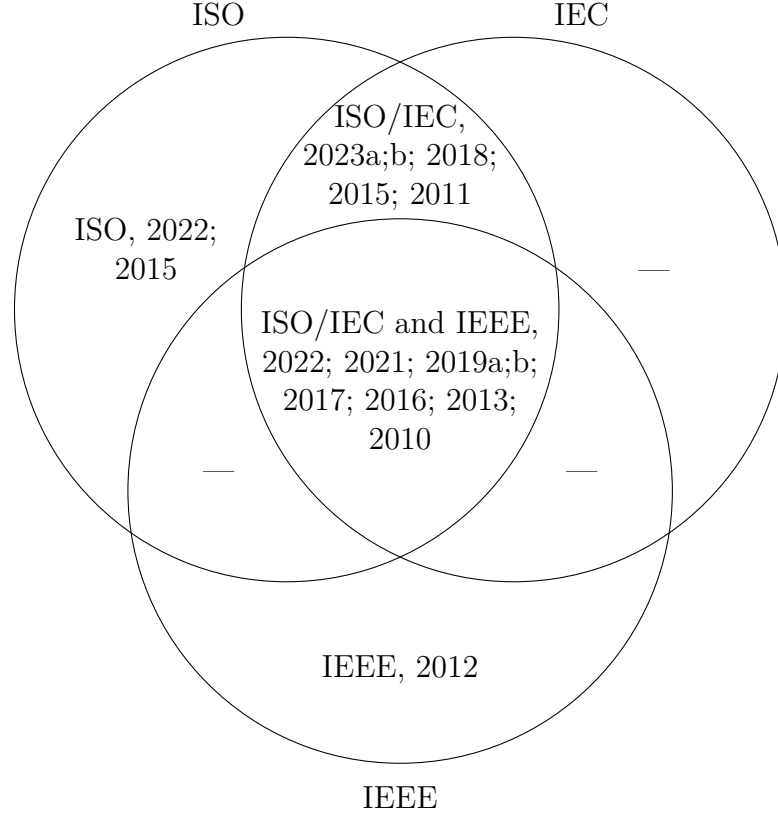 ISO
IEC
ISO/IEC,
2023a;b; 2018;
2015; 2011
ISO, 2022;
2015
—
ISO/IEC and IEEE,
2022; 2021; 2019a;b;
2017; 2016; 2013;
2010
—
—
IEEE, 2012
IEEE